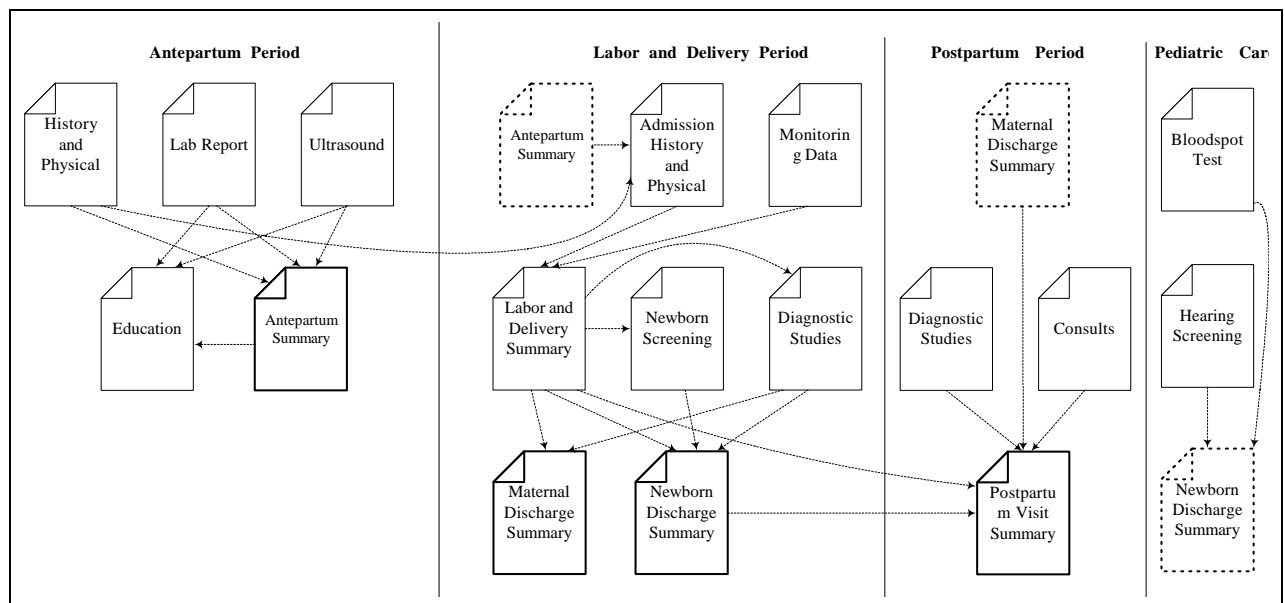 Antepartum Period
Labor and Delivery Period
Postpartum Period
Pediatric Car
History
and
Physical
Lab Report
Ultrasound
Antepartum
Summary
Admission
History
and
Physical
Monitorin
g Data
Maternal
Discharge
Summary
Bloodspot
Test
Education
Antepartum
Summary
Labor and
Delivery
Summary
Newborn
Screening
Diagnostic
Studies
Diagnostic
Studies
Consults
Hearing
Screening
Maternal
Discharge
Summary
Newborn
Discharge
Summary
Postpartu
m Visit
Summary
Newborn
Discharge
Summary